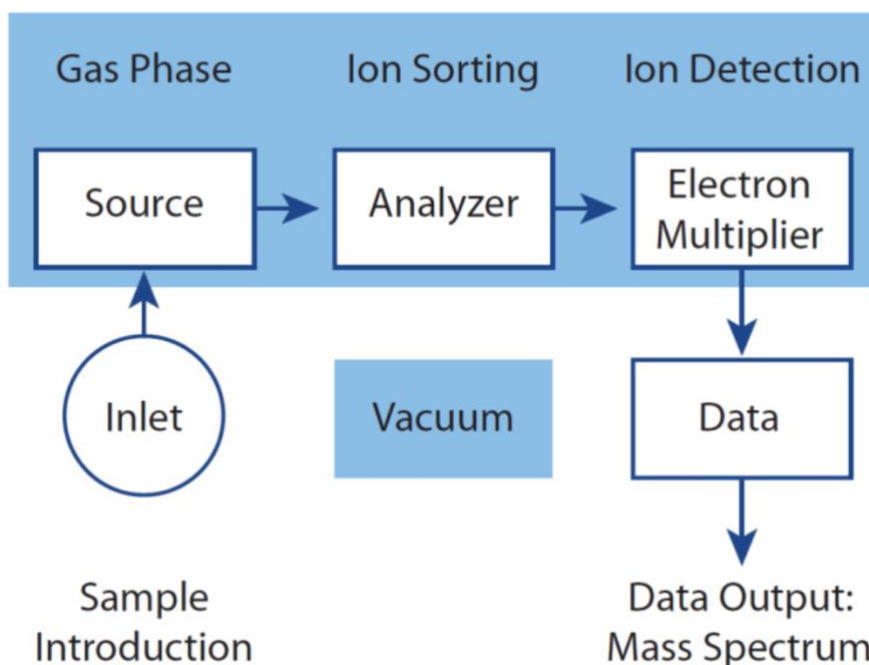 Gas Phase
Ion Sorting
Ion Detection
Source
Analyzer
Electron
Multiplier
Inlet
Vacuum
Data
Sample
Introduction
Data Output:
Mass Spectrum